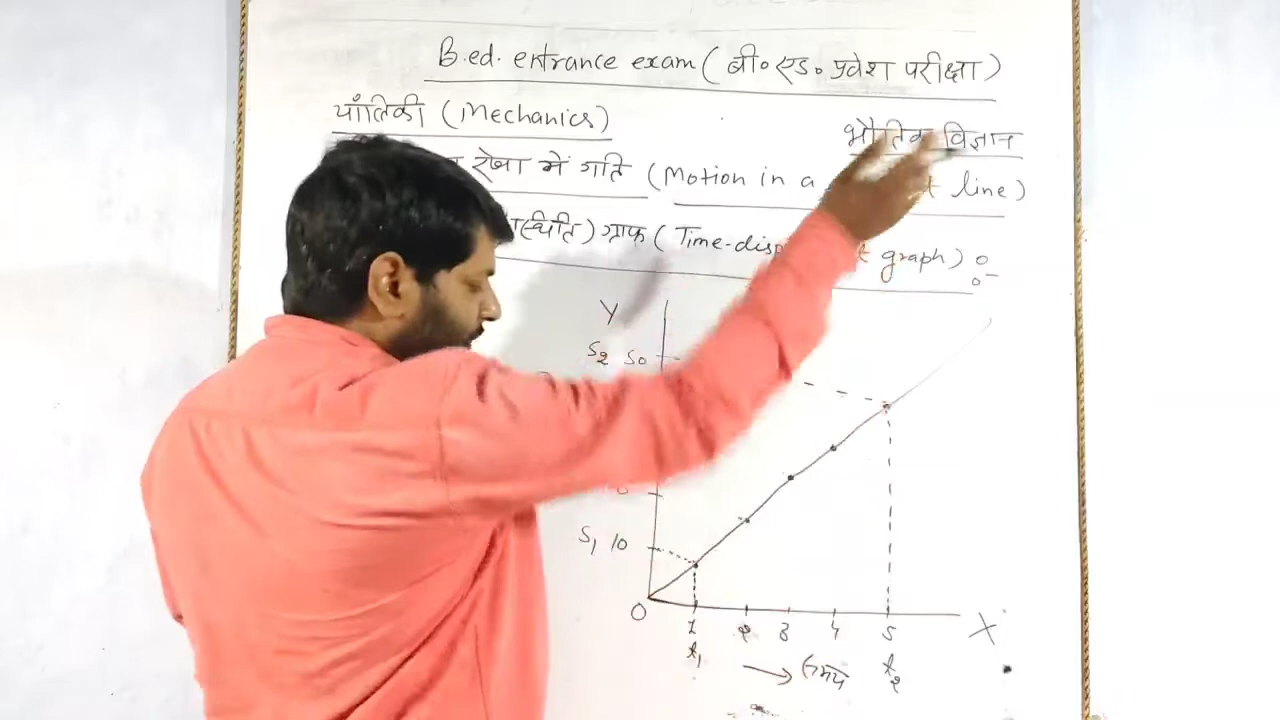 B.ed. entrance exam ( बी० एड० प्रवेश परीक्षा )
याँत्रिकी ( Mechanics )
भौतिक विज्ञान
रेखा में गति ( Motion in a line )
ग्राफ ( Time- graph ) :-
Y
S2 50
S1 10
O
1 2 3 4 5
X
t1 t2
→ समय